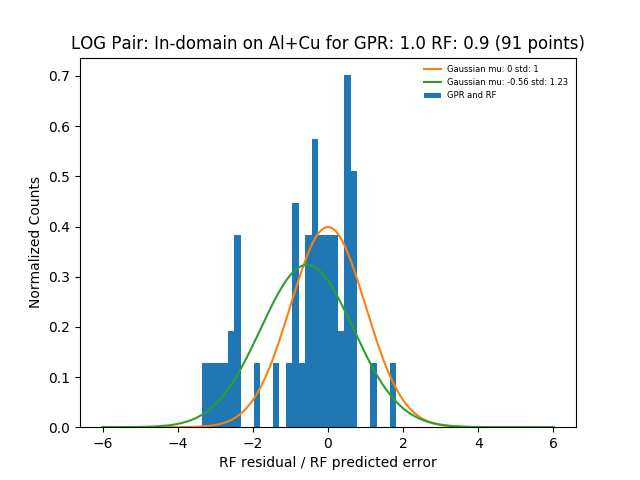 LOG Pair: In-domain on Al+Cu for GPR: 1.0 RF: 0.9 (91 points)
Gaussian mu: 0 std: 1
Gaussian mu: -0.56 std: 1.23
GPR and RF
Normalized Counts
0.7
0.6
0.5
0.4
0.3
0.2
0.1
0.0
−6 −4 −2 0 2 4 6
RF residual / RF predicted error